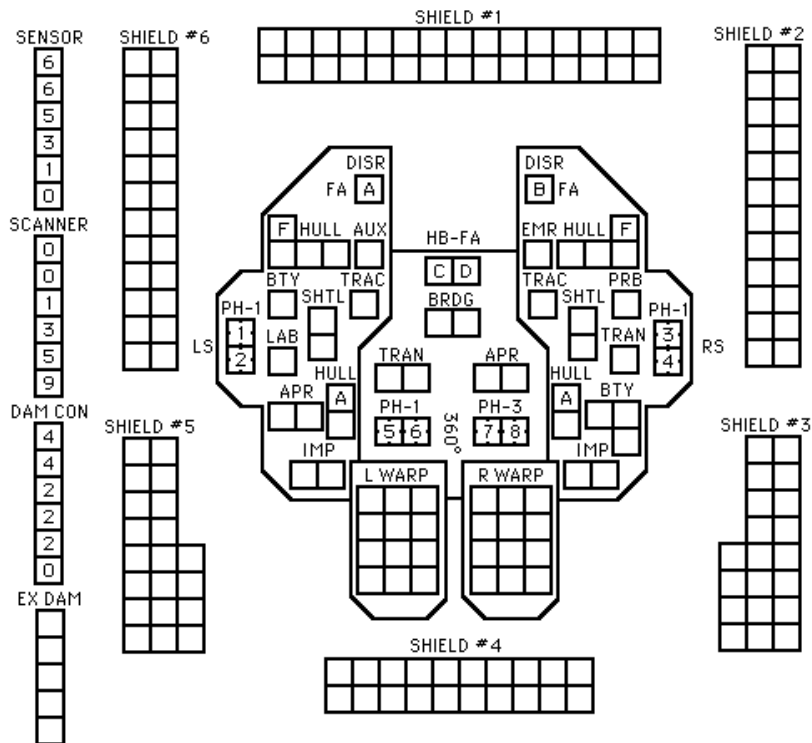 SHIELD #1
SENSOR
SHIELD #6
SHIELD #2
6
6
5
3
1
0
DISR
FA A
DISR
B FA
SCANNER
0
0
1
3
5
9
F HULL AUX
HB-FA
C D
EMR HULL F
BTY
TRAC
BRDG
TRAC
PRB
SHTL
SHTL
PH-1
1
2
LS
LAB
PH-1
3
4
RS
TRAN
TRAN
APR
HULL
A
HULL
A
APR
BTY
PH-1
5 6
360°
PH-3
7 8
DAM CON
4
4
2
2
2
0
SHIELD #5
SHIELD #3
IMP
IMP
L WARP
R WARP
EX DAM
SHIELD #4